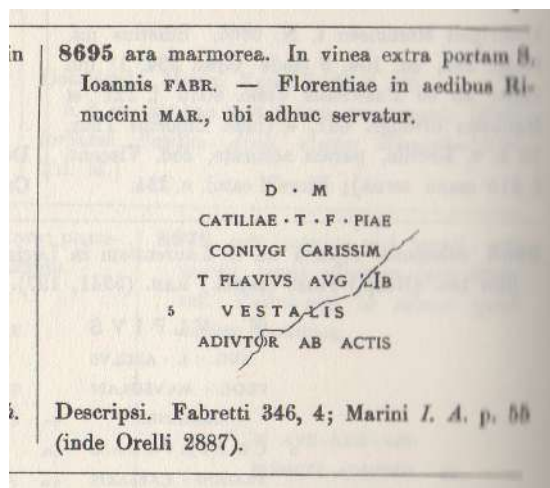 in
8695 ara marmorea. In vinea extra portam S.
Ioannis FABR. — Florentiae in aedibus Ri-
nuccini MAR., ubi adhuc servatur.
D · M
CATILIAE · T · F · PIAE
CONIVGI CARISSIM
T FLAVIVS AVG LIB
5 VESTALIS
ADIVTOR AB ACTIS
Descripsi. Fabretti 346, 4; Marini I. A. p. 55
(inde Orelli 2887).